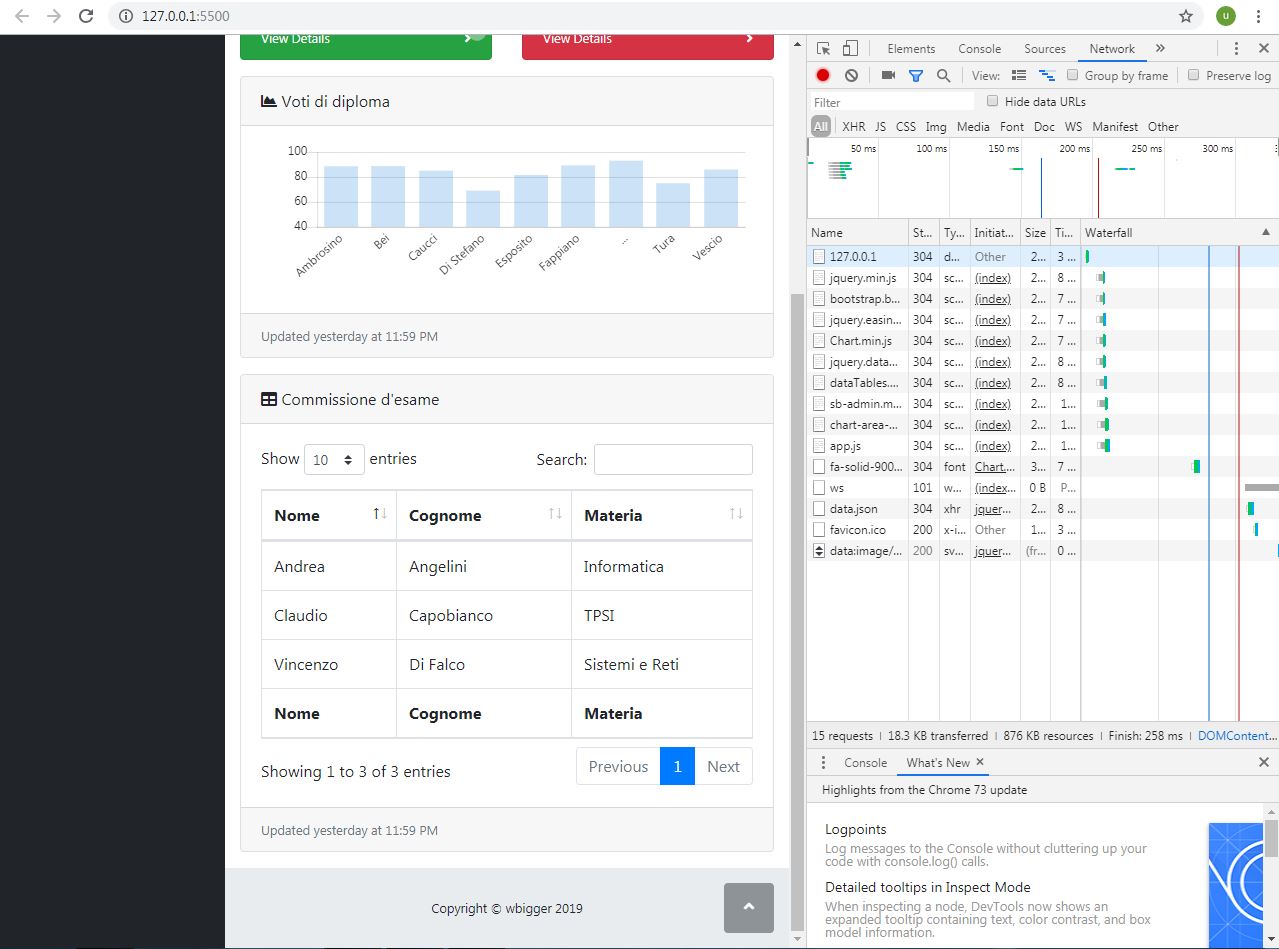 127.0.0.1:5500
u
View Details
View Details
Voti di diploma
100
80
60
40
Ambrosino
Bei
Caucci
Di Stefano
Esposito
Fappiano
...
Tura
Vescio
Updated yesterday at 11:59 PM
Commissione d'esame
Show 10 entries
Search:
Nome Cognome Materia
Andrea Angelini Informatica
Claudio Capobianco TPSI
Vincenzo Di Falco Sistemi e Reti
Nome Cognome Materia
Showing 1 to 3 of 3 entries
Previous 1 Next
Updated yesterday at 11:59 PM
Copyright © wbigger 2019
Elements Console Sources Network »
View: Group by frame Preserve log
Filter Hide data URLs
All XHR JS CSS Img Media Font Doc WS Manifest Other
50 ms 100 ms 150 ms 200 ms 250 ms 300 ms
Name St... Ty... Initiat... Size Ti... Waterfall
127.0.0.1 304 d... Other 2... 3 ...
jquery.min.js 304 sc... (index) 2... 8 ...
bootstrap.b... 304 sc... (index) 2... 7 ...
jquery.easin... 304 sc... (index) 2... 7 ...
Chart.min.js 304 sc... (index) 2... 7 ...
jquery.data... 304 sc... (index) 2... 8 ...
dataTables.... 304 sc... (index) 2... 8 ...
sb-admin.m... 304 sc... (index) 2... 1...
chart-area-... 304 sc... (index) 2... 1...
app.js 304 sc... (index) 2... 1...
fa-solid-900... 304 font Chart.... 3... 7 ...
ws 101 w... (index... 0 B P...
data.json 304 xhr jquer... 2... 8 ...
favicon.ico 200 x-i... Other 1... 3 ...
data:image/... 200 sv... jquer... (fr... 0 ...
15 requests | 18.3 KB transferred | 876 KB resources | Finish: 258 ms | DOMContent...
Console What's New ×
Highlights from the Chrome 73 update
Logpoints
Log messages to the Console without cluttering up your
code with console.log() calls.
Detailed tooltips in Inspect Mode
When inspecting a node, DevTools now shows an
expanded tooltip containing text, color contrast, and box
model information.